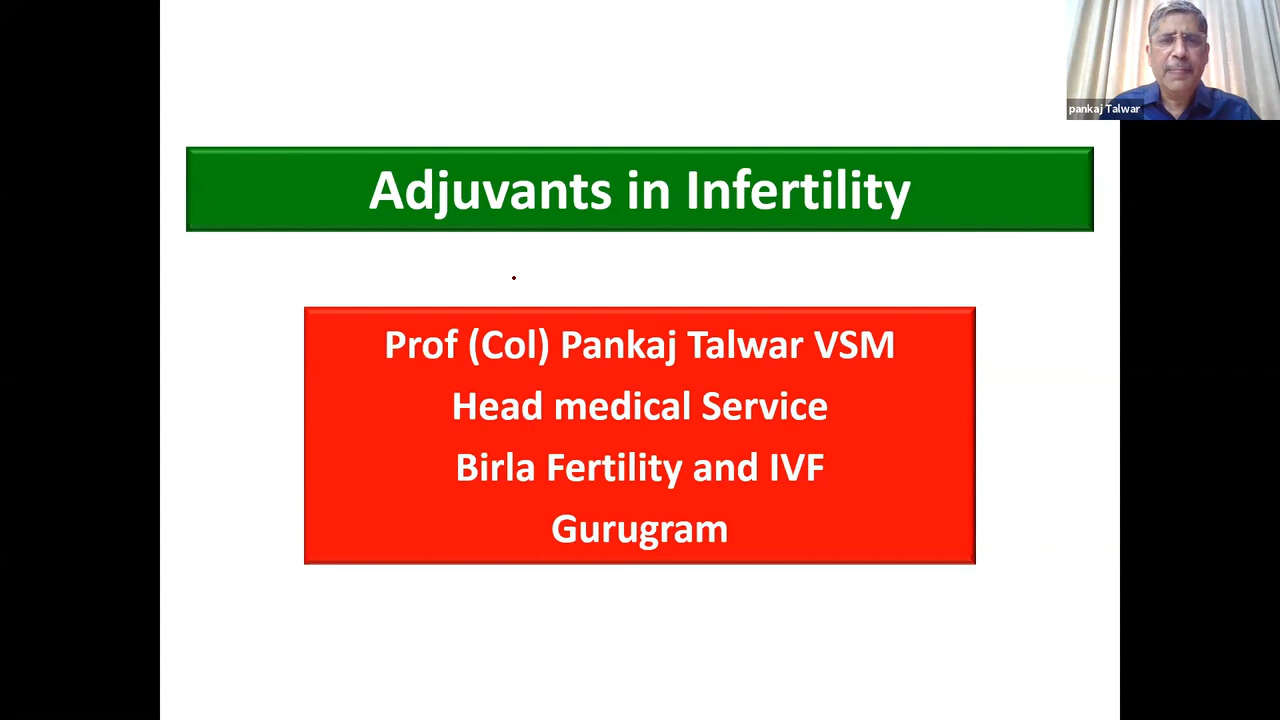 pankaj Talwar
Adjuvants in Infertility
Prof (Col) Pankaj Talwar VSM
Head medical Service
Birla Fertility and IVF
Gurugram